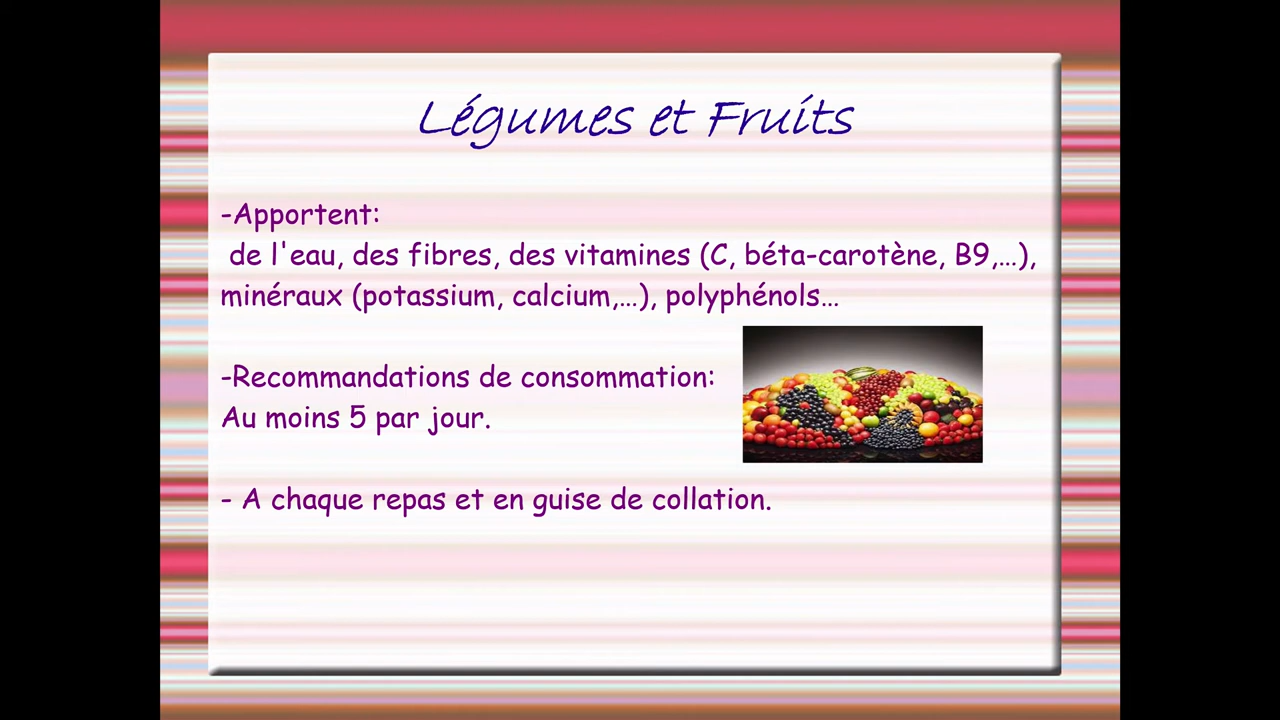 Légumes et Fruits
-Apportent:
de l'eau, des fibres, des vitamines (C, béta-carotène, B9,...),
minéraux (potassium, calcium,...), polyphénols...
-Recommandations de consommation:
Au moins 5 par jour.
- A chaque repas et en guise de collation.